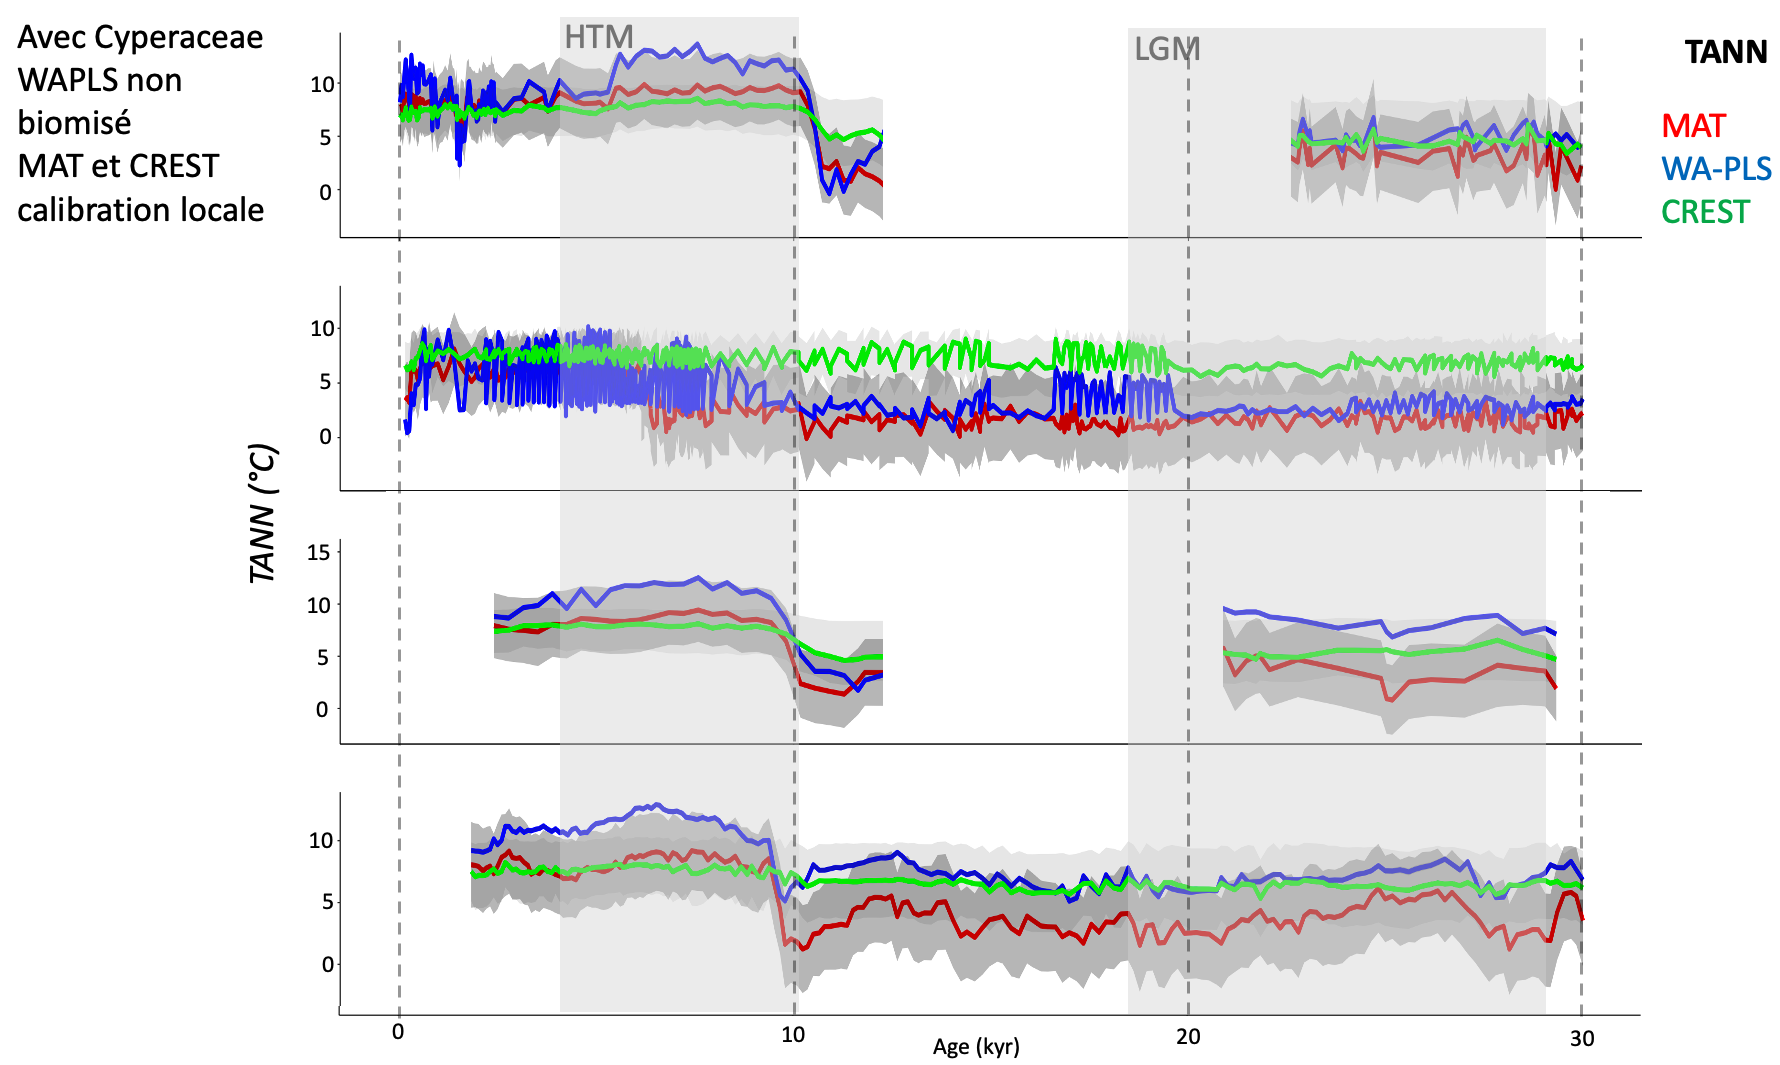 Avec Cyperaceae
WAPLS non
biomisé
MAT et CREST
calibration locale
HTM
LGM
TANN
MAT
WA-PLS
CREST
10
5
0
10
5
0
TANN (°C)
15
10
5
0
10
5
0
0
10
20
30
Age (kyr)